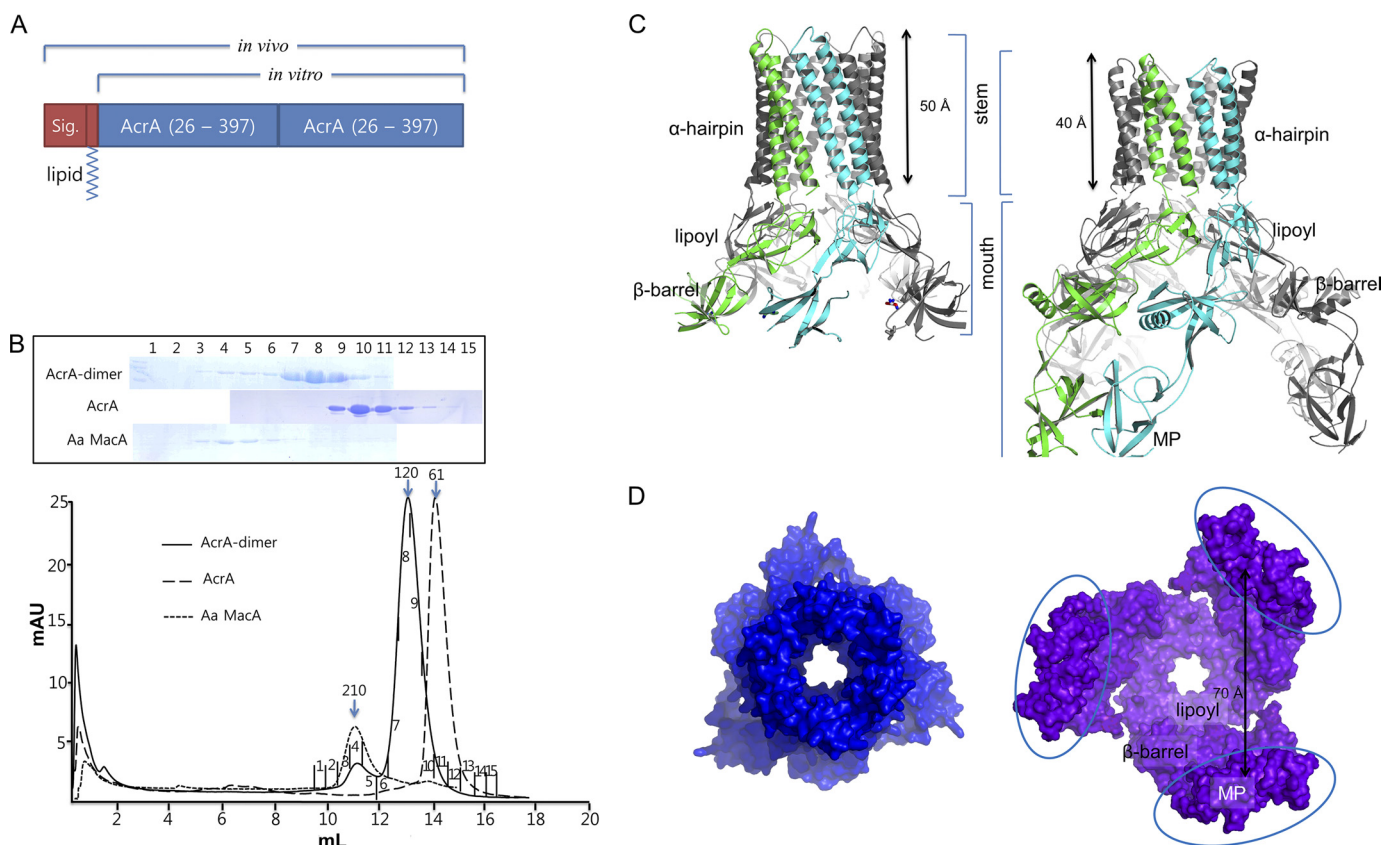 A
in vivo
in vitro
Sig.
AcrA (26 – 397)
AcrA (26 – 397)
lipid
B
1 2 3 4 5 6 7 8 9 10 11 12 13 14 15
AcrA-dimer
AcrA
Aa MacA
120
61
25
20
15
10
5
mAU
AcrA-dimer
AcrA
Aa MacA
210
1
2
3
4
5
6
7
8
9
10
11
12
13
14
15
2 4 6 8 10 12 14 16 18 20
mL
C
α-hairpin
50 Å
stem
lipoyl
β-barrel
mouth
40 Å
α-hairpin
lipoyl
β-barrel
MP
D
70 Å
lipoyl
β-barrel
MP